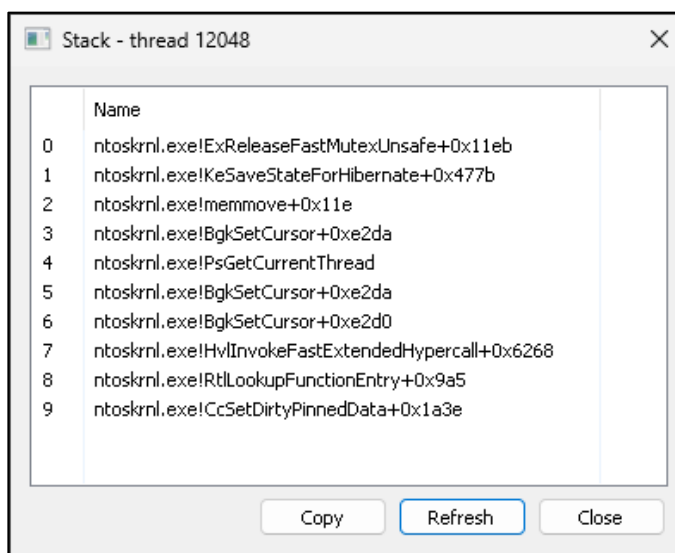 Stack - thread 12048
Name
0 ntoskrnl.exe!ExReleaseFastMutexUnsafe+0x11eb
1 ntoskrnl.exe!KeSaveStateForHibernate+0x477b
2 ntoskrnl.exe!memmove+0x11e
3 ntoskrnl.exe!BgkSetCursor+0xe2da
4 ntoskrnl.exe!PsGetCurrentThread
5 ntoskrnl.exe!BgkSetCursor+0xe2da
6 ntoskrnl.exe!BgkSetCursor+0xe2d0
7 ntoskrnl.exe!HvlInvokeFastExtendedHypercall+0x6268
8 ntoskrnl.exe!RtlLookupFunctionEntry+0x9a5
9 ntoskrnl.exe!CcSetDirtyPinnedData+0x1a3e
Copy Refresh Close